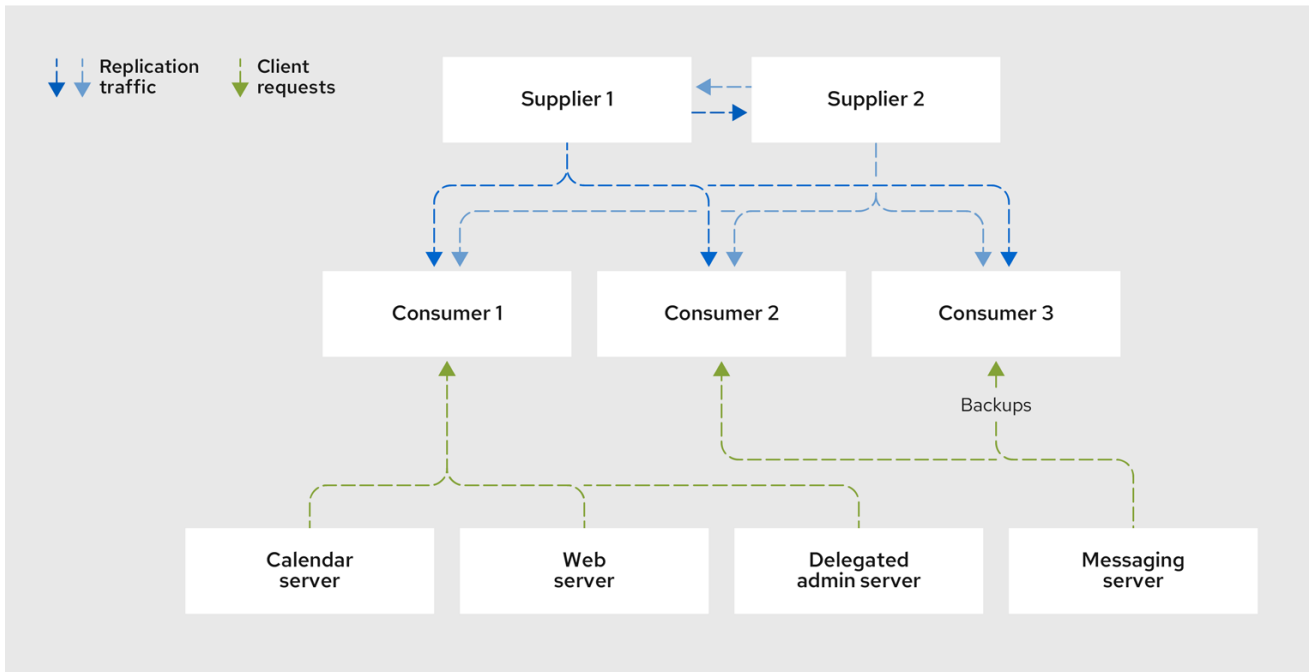 Replication
traffic
Client
requests
Supplier 1
Supplier 2
Consumer 1
Consumer 2
Consumer 3
Backups
Calendar
server
Web
server
Delegated
admin server
Messaging
server